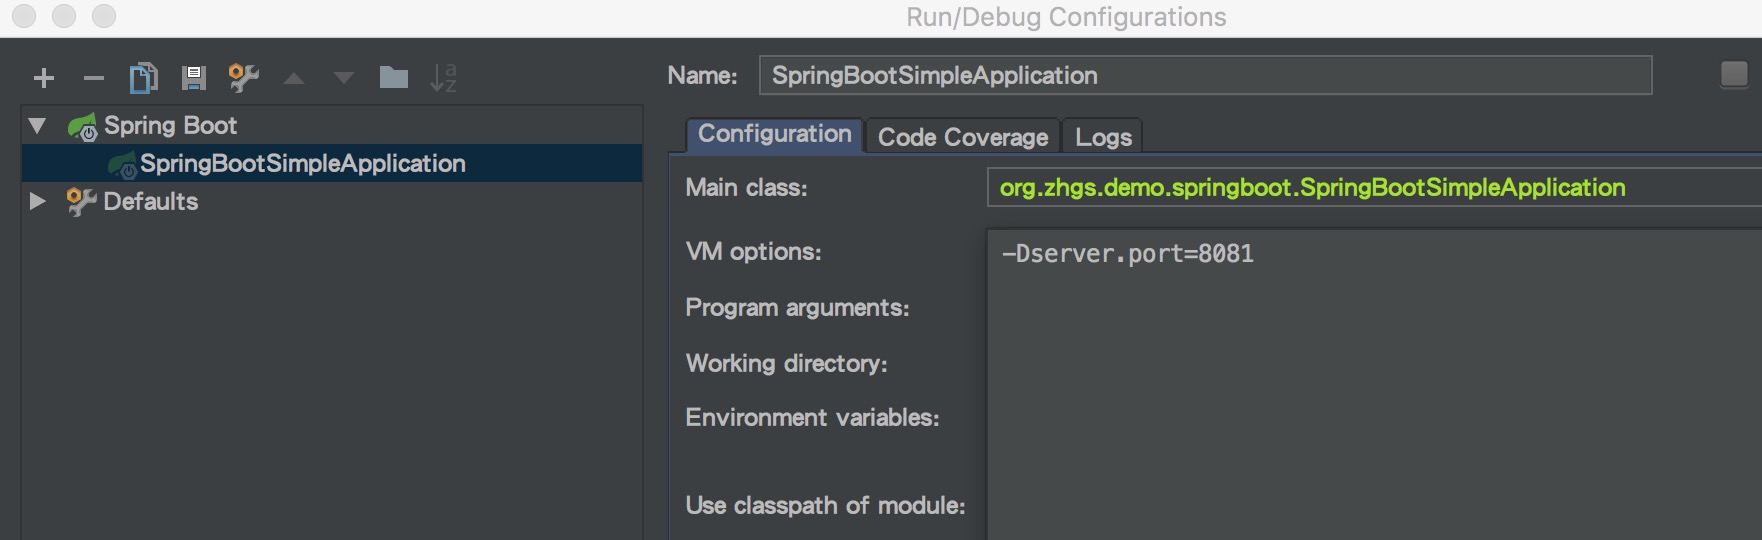 Run/Debug Configurations
Name: SpringBootSimpleApplication
Spring Boot
SpringBootSimpleApplication
Defaults
Configuration Code Coverage Logs
Main class: org.zhgs.demo.springboot.SpringBootSimpleApplication
VM options: -Dserver.port=8081
Program arguments:
Working directory:
Environment variables:
Use classpath of module: